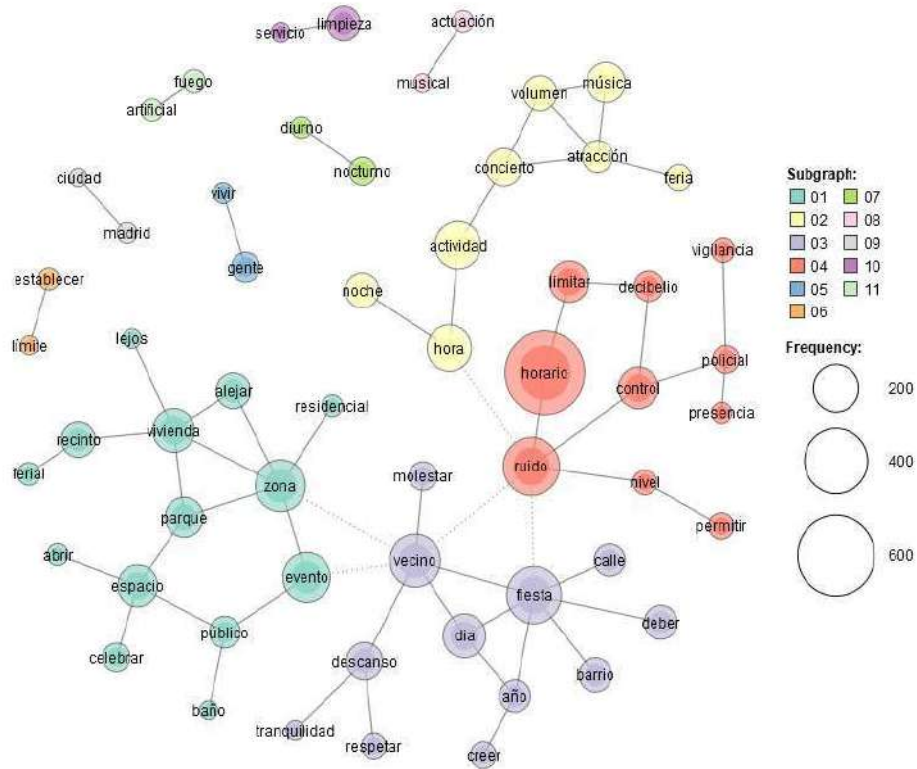 servicio
limpieza
actuación
musical
fuego
artificial
volumen
música
diurno
nocturno
concierto
atracción
feria
ciudad
madrid
vivir
gente
actividad
establecer
límite
noche
hora
limitar
decibelio
vigilancia
horario
control
policial
presencia
lejos
alejar
residencial
recinto
vivienda
ferial
zona
molestar
ruido
nivel
permitir
parque
abrir
espacio
evento
vecino
fiesta
calle
público
celebrar
baño
dia
deber
descanso
barrio
año
tranquilidad
respetar
creer
Subgraph:
01
07
02
08
03
09
04
10
05
11
06
Frequency:
200
400
600